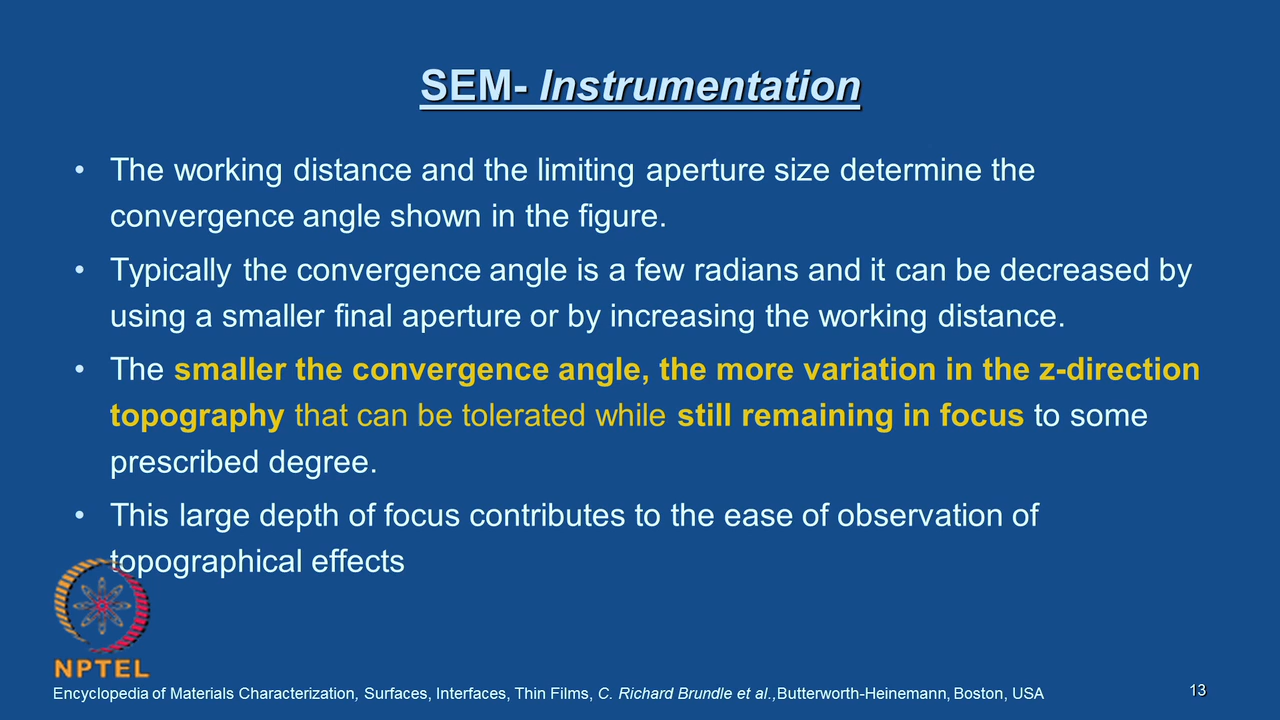 SEM- Instrumentation
• The working distance and the limiting aperture size determine the
convergence angle shown in the figure.
• Typically the convergence angle is a few radians and it can be decreased by
using a smaller final aperture or by increasing the working distance.
• The smaller the convergence angle, the more variation in the z-direction
topography that can be tolerated while still remaining in focus to some
prescribed degree.
• This large depth of focus contributes to the ease of observation of
topographical effects
NPTEL
Encyclopedia of Materials Characterization, Surfaces, Interfaces, Thin Films, C. Richard Brundle et al.,Butterworth-Heinemann, Boston, USA
13